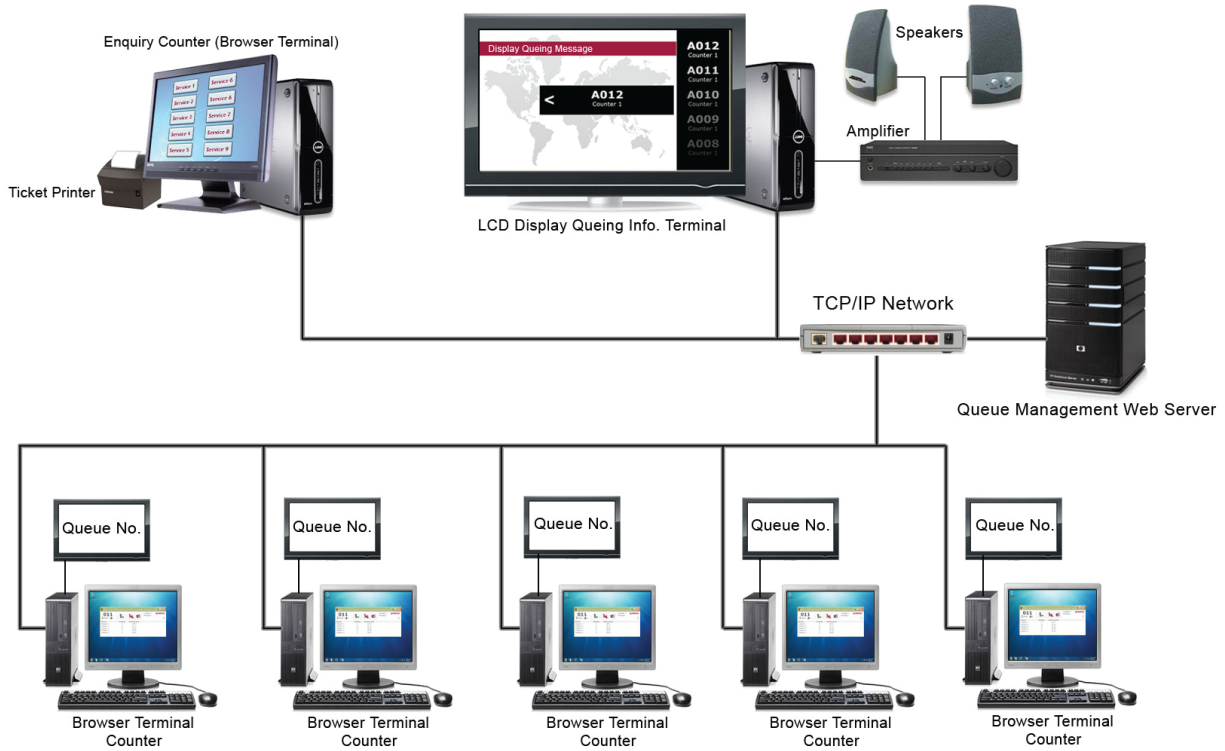 Enquiry Counter (Browser Terminal)
Service 1
Service 6
Service 2
Service 6
Service 3
Service 7
Service 4
Service 8
Service 5
Service 9
Ticket Printer
Display Queing Message
<
A012
Counter 1
A012
Counter 1
A011
Counter 1
A010
Counter 1
A009
Counter 1
A008
Counter 1
LCD Display Queing Info. Terminal
Speakers
Amplifier
TCP/IP Network
Queue Management Web Server
Queue No.
Queue No.
Queue No.
Queue No.
Queue No.
011
011
011
011
011
Browser Terminal
Counter
Browser Terminal
Counter
Browser Terminal
Counter
Browser Terminal
Counter
Browser Terminal
Counter